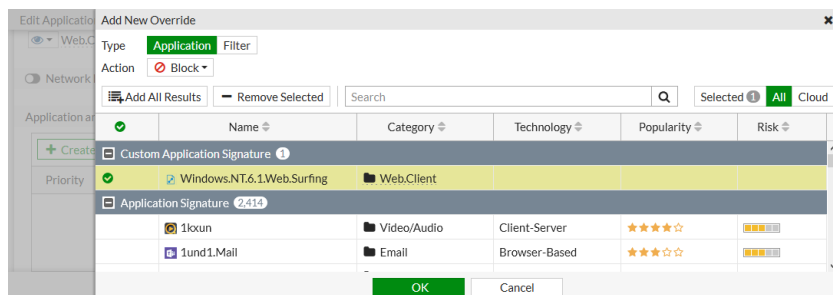 Edit Applicatio
Add New Override
Web.C
Type Application Filter
Action Block
Network
Add All Results Remove Selected Search Selected 1 All Cloud
Application an
Name Category Technology Popularity Risk
Create
Custom Application Signature 1
Priority
Windows.NT.6.1.Web.Surfing Web.Client
Application Signature 2,414
1kxun Video/Audio Client-Server
1und1.Mail Email Browser-Based
OK Cancel